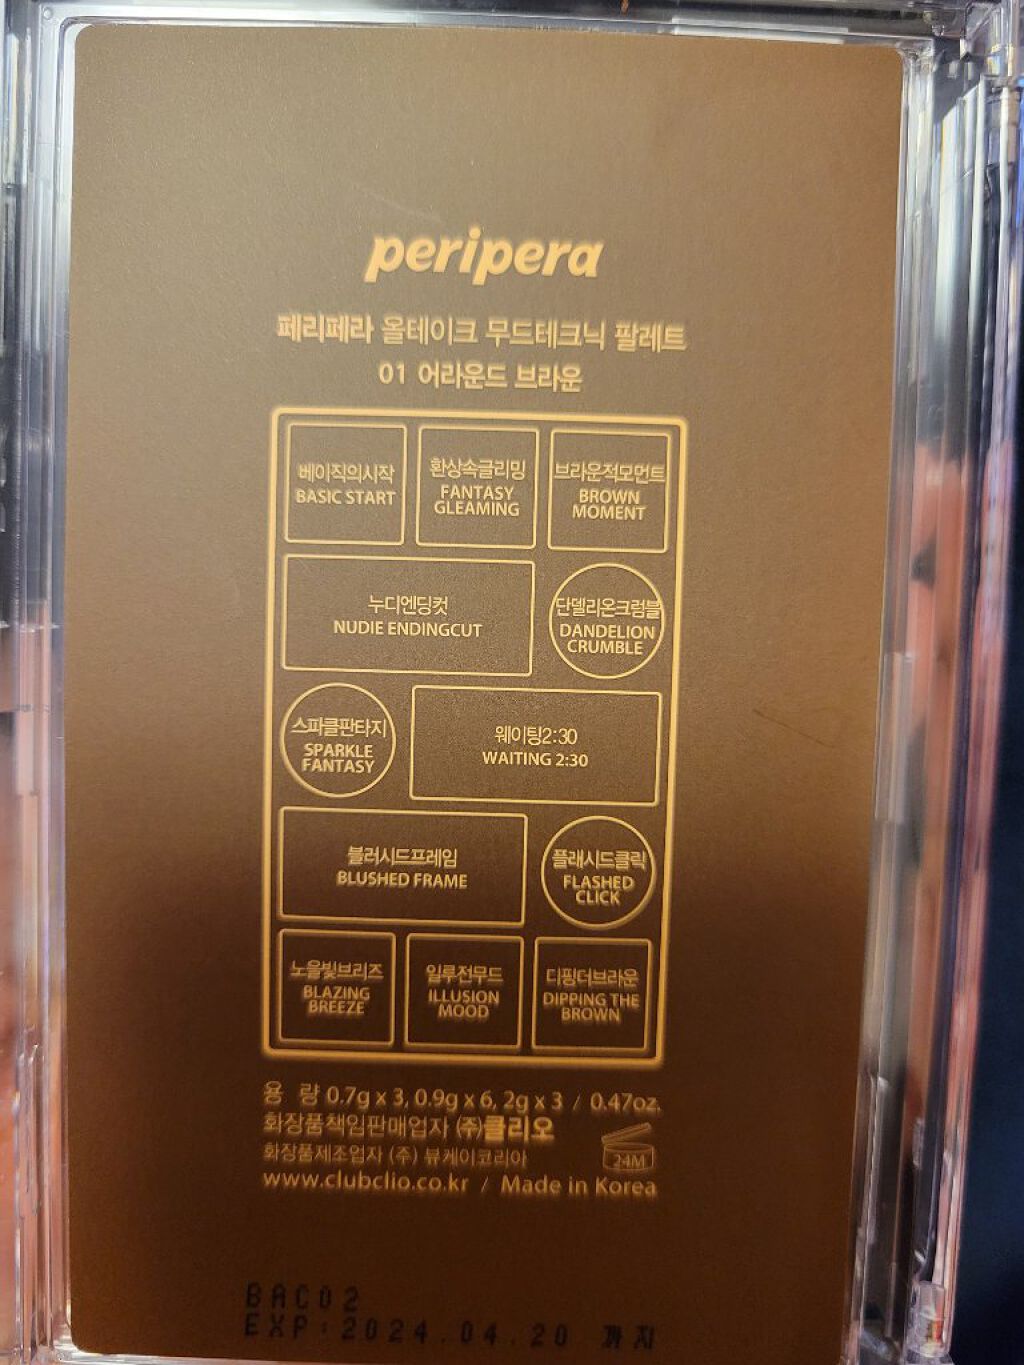 peripera
페리페라 올테이크 무드테크닉 팔레트
01 어라운드 브라운
베이직의시작
BASIC START
환상속글리밍
FANTASY
GLEAMING
브라운적모먼트
BROWN
MOMENT
누디엔딩컷
NUDIE ENDINGCUT
단델리온크럼블
DANDELION
CRUMBLE
스파클판타지
SPARKLE
FANTASY
웨이팅2:30
WAITING 2:30
블러시드프레임
BLUSHED FRAME
플래시드클릭
FLASHED
CLICK
노을빛브리즈
BLAZING
BREEZE
일루전무드
ILLUSION
MOOD
디핑더브라운
DIPPING THE
BROWN
용 량 0.7g x 3, 0.9g x 6, 2g x 3 / 0.47oz.
화장품책임판매업자 (주)클리오
화장품제조업자 (주) 뷰케이코리아
24M
www.clubclio.co.kr / Made in Korea
BAC02
EXP:2024.04.20 까지